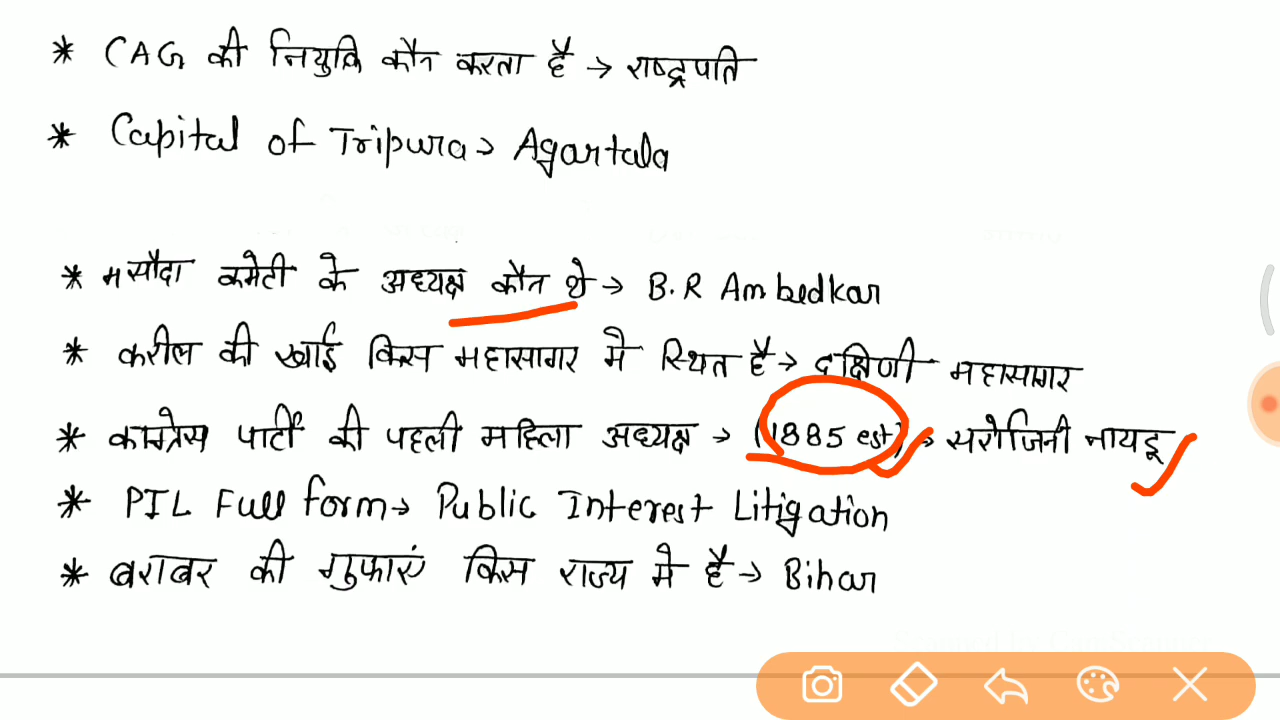 * CAG की नियुक्ति कौन करता है → राष्ट्रपति
* Capital of Tripura → Agartala
* मसौदा कमेटी के अध्यक्ष कौन थे → B.R Ambedkar
* करील की खाई किस महासागर में स्थित है → दक्षिणी महासागर
* कांग्रेस पार्टी की पहली महिला अध्यक्ष → (1885 est) → सरोजिनी नायडू
* PIL Full form → Public Interest Litigation
* बराबर की गुफाएं किस राज्य में है → Bihar